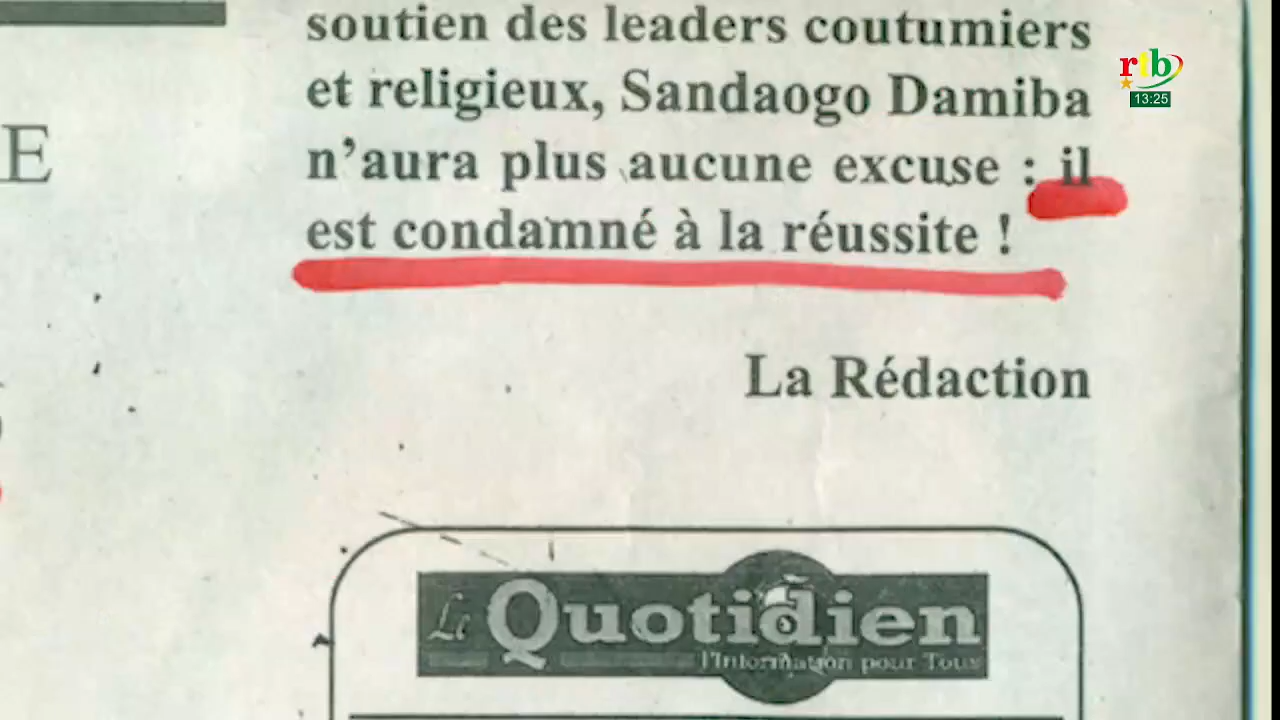 soutien des leaders coutumiers
et religieux, Sandaogo Damiba
n'aura plus aucune excuse : il
est condamné à la réussite !
La Rédaction
E
rtb
13:25
Le Quotidien
l'Information pour Tous